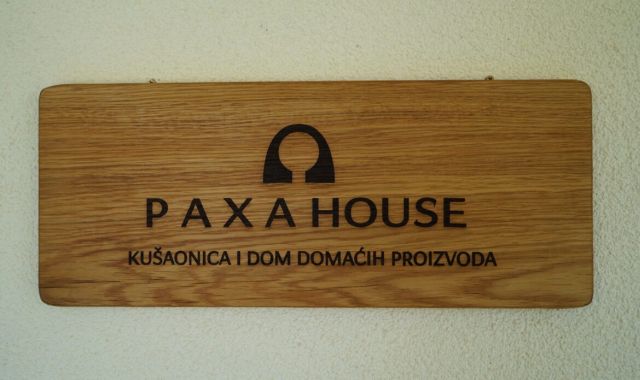 PAXA HOUSE
KUŠAONICA I DOM DOMAĆIH PROIZVODA